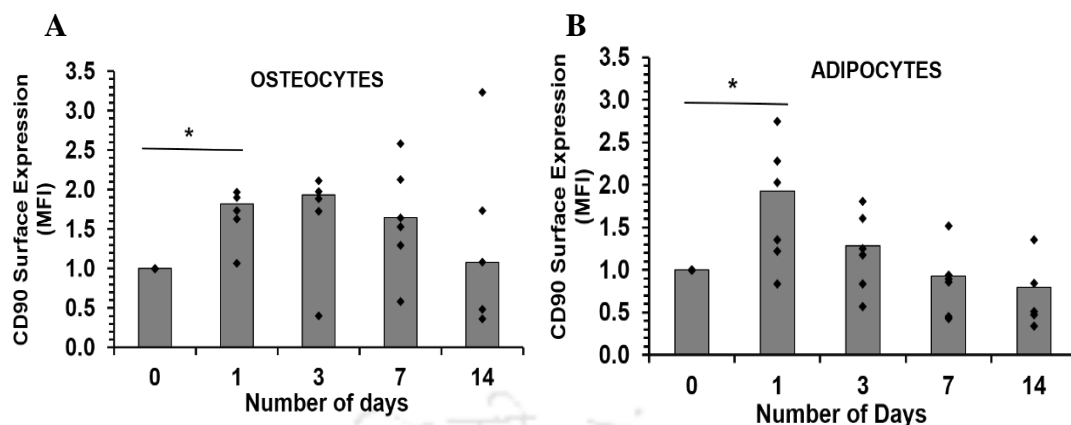 A
OSTEOCYTES
CD90 Surface Expression
(MFI)
3.5
3.0
2.5
2.0
1.5
1.0
0.5
0.0
*
0 1 3 7 14
Number of days
B
ADIPOCYTES
CD90 Surface Expression
(MFI)
3.5
3.0
2.5
2.0
1.5
1.0
0.5
0.0
*
0 1 3 7 14
Number of Days